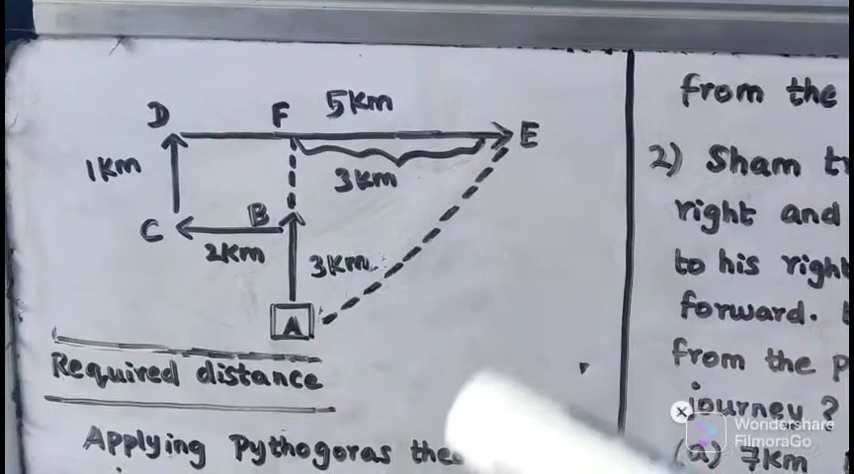 D F 5Km E
1Km 3Km
C B
2Km 3Km
A
Required distance
Applying Pythogoras
from the
2) Sham
right and
to his right
forward.
from the
journey ?
(a) 7Km
Wondershare
FilmoraGo